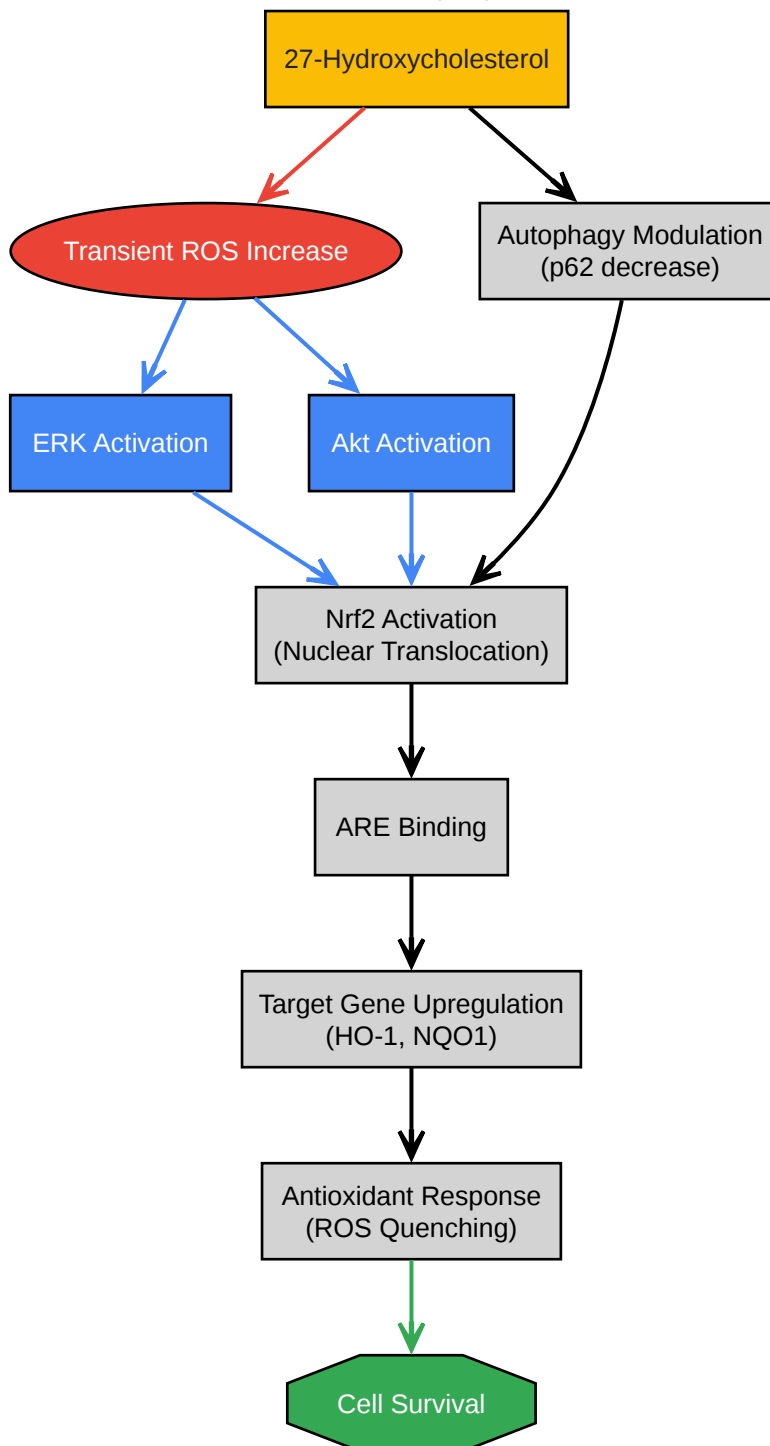 27-Hydroxycholesterol
Transient ROS Increase
Autophagy Modulation
(p62 decrease)
ERK Activation
Akt Activation
Nrf2 Activation
(Nuclear Translocation)
ARE Binding
Target Gene Upregulation
(HO-1, NQO1)
Antioxidant Response
(ROS Quenching)
Cell Survival